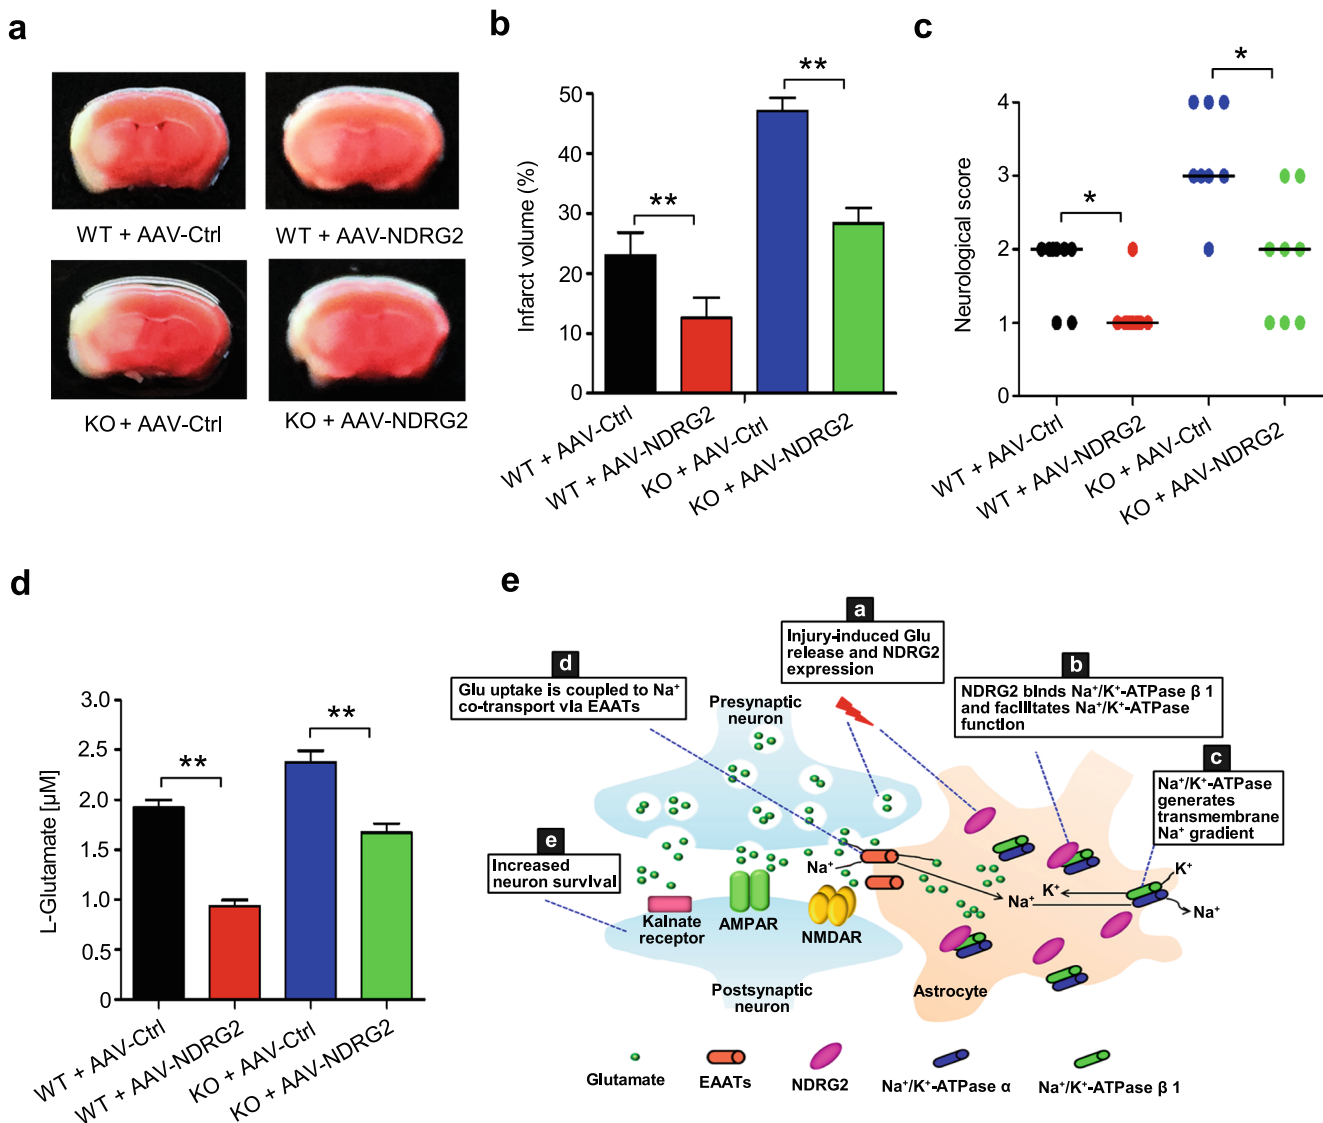 a
WT + AAV-Ctrl
WT + AAV-NDRG2
KO + AAV-Ctrl
KO + AAV-NDRG2
b
Infarct volume (%)
50
40
30
20
10
0
**
**
WT + AAV-Ctrl
WT + AAV-NDRG2
KO + AAV-Ctrl
KO + AAV-NDRG2
c
Neurological score
4
3
2
1
0
*
*
WT + AAV-Ctrl
WT + AAV-NDRG2
KO + AAV-Ctrl
KO + AAV-NDRG2
d
L-Glutamate [µM]
3.0
2.5
2.0
1.5
1.0
0.5
0
**
**
WT + AAV-Ctrl
WT + AAV-NDRG2
KO + AAV-Ctrl
KO + AAV-NDRG2
e
a
Injury-induced Glu
release and NDRG2
expression
b
NDRG2 binds Na⁺/K⁺-ATPase β 1
and facilitates Na⁺/K⁺-ATPase
function
c
Na⁺/K⁺-ATPase
generates
transmembrane
Na⁺ gradient
d
Glu uptake is coupled to Na⁺
co-transport via EAATs
e
Increased
neuron survival
Presynaptic
neuron
Na⁺
Na⁺
K⁺
K⁺
Na⁺
Kalnate
receptor
AMPAR
NMDAR
Postsynaptic
neuron
Astrocyte
Glutamate
EAATs
NDRG2
Na⁺/K⁺-ATPase α
Na⁺/K⁺-ATPase β 1